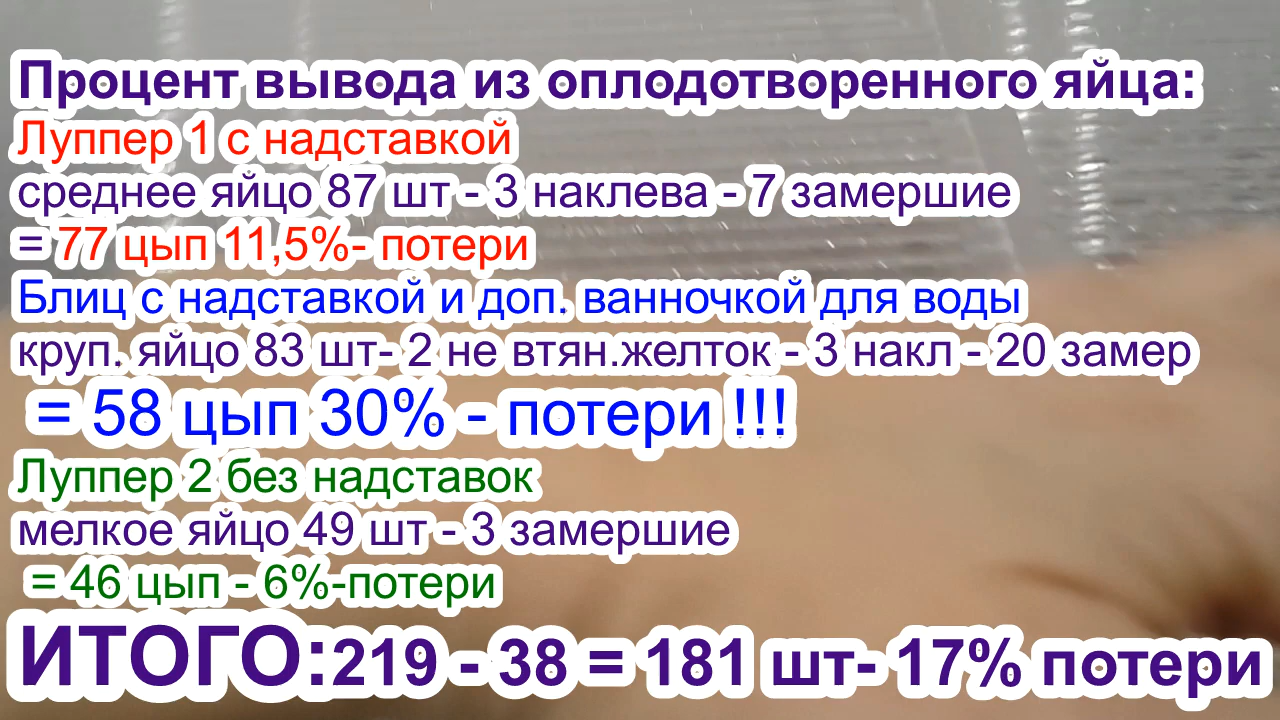 Процент вывода из оплодотворенного яйца:
Луппер 1 с надставкой
среднее яйцо 87 шт - 3 наклева - 7 замершие
= 77 цып 11,5%- потери
Блиц с надставкой и доп. ванночкой для воды
круп. яйцо 83 шт- 2 не втян.желток - 3 накл - 20 замер
= 58 цып 30% - потери !!!
Луппер 2 без надставок
мелкое яйцо 49 шт - 3 замершие
= 46 цып - 6%-потери
ИТОГО:219 - 38 = 181 шт- 17% потери